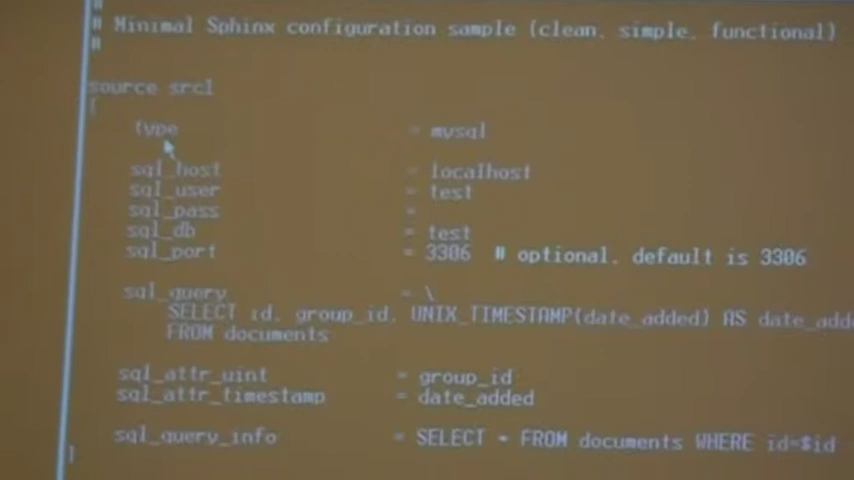 #
# Minimal Sphinx configuration sample (clean, simple, functional)
#
source src1
{
type = mysql
sql_host = localhost
sql_user = test
sql_pass =
sql_db = test
sql_port = 3306 # optional, default is 3306
sql_query = \
SELECT id, group_id, UNIX_TIMESTAMP(date_added) AS date_adde
FROM documents
sql_attr_uint = group_id
sql_attr_timestamp = date_added
sql_query_info = SELECT * FROM documents WHERE id=$id
}